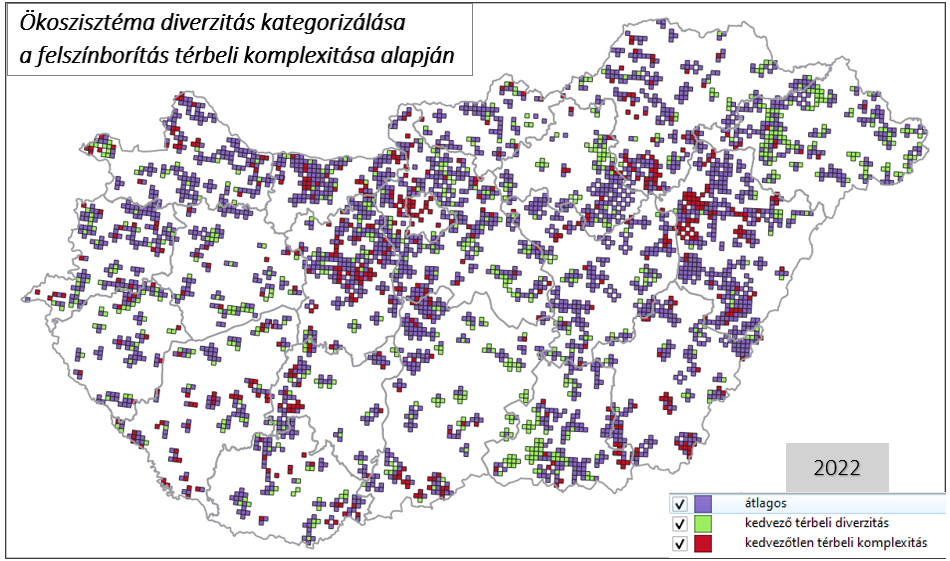 Ökoszisztéma diverzitás kategorizálása
a felszínborítás térbeli komplexitása alapján
2022
átlagos
kedvező térbeli diverzitás
kedvezőtlen térbeli komplexitás